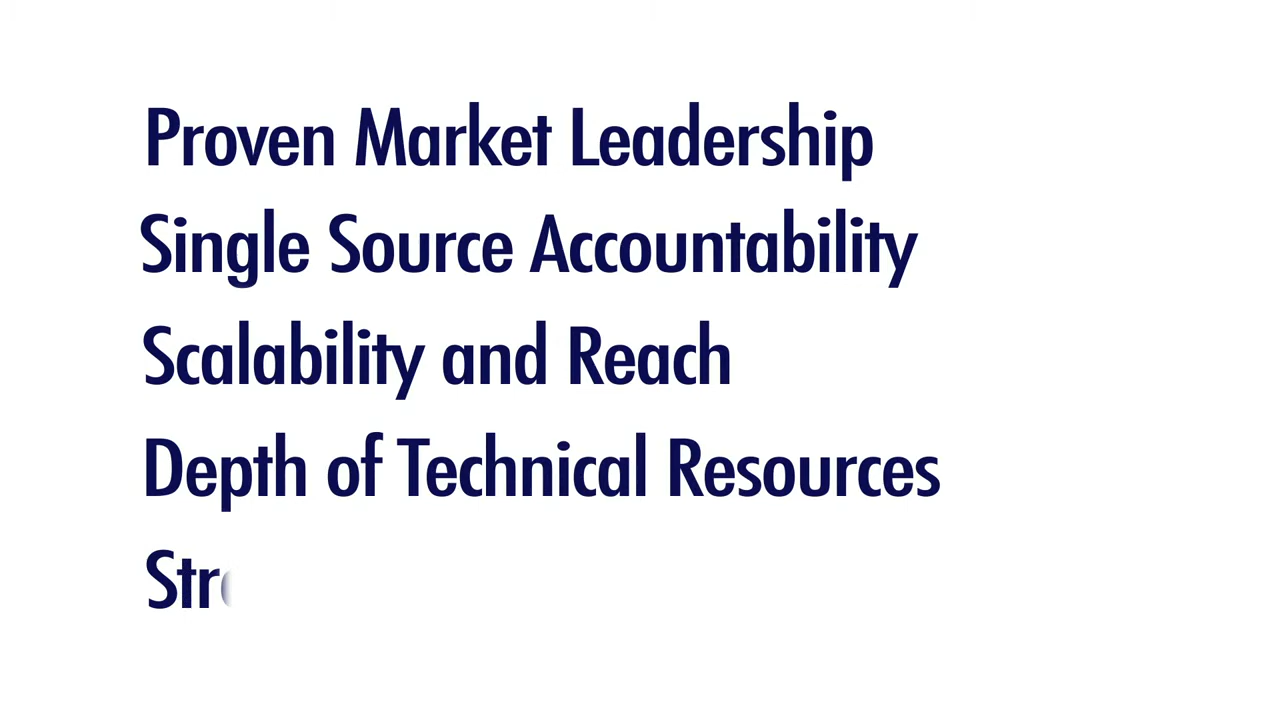 Proven Market Leadership
Single Source Accountability
Scalability and Reach
Depth of Technical Resources